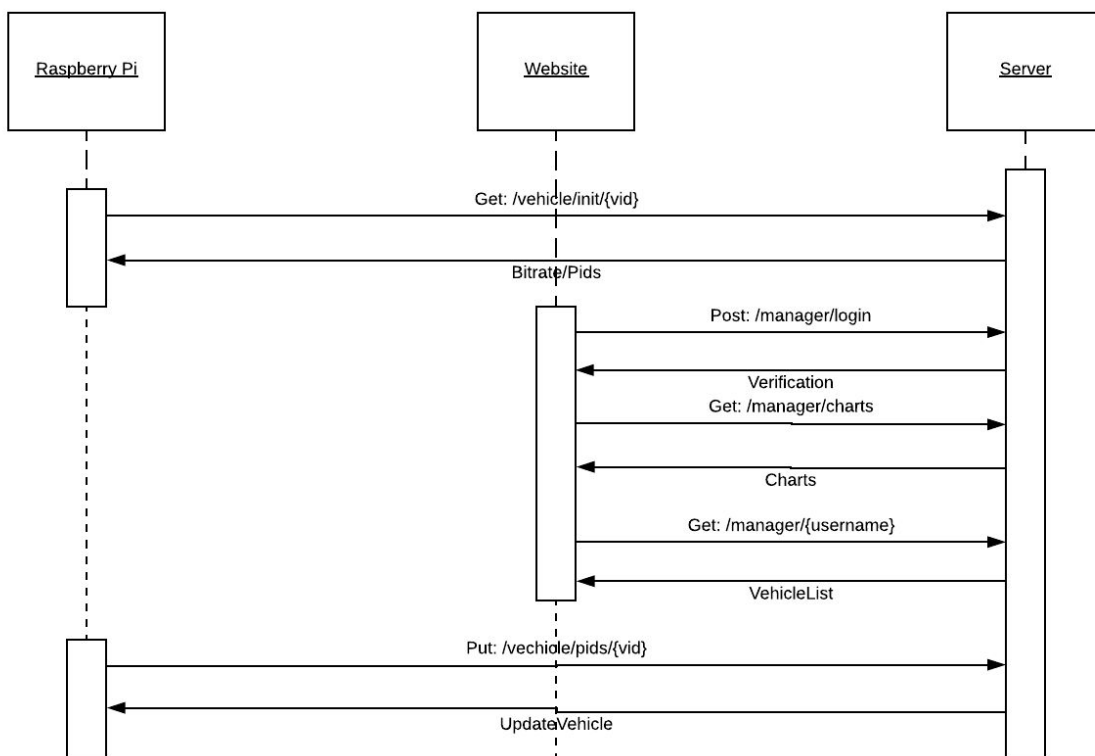 Raspberry Pi
Website
Server
Get: /vehicle/init/{vid}
Bitrate/Pids
Post: /manager/login
Verification
Get: /manager/charts
Charts
Get: /manager/{username}
VehicleList
Put: /vechicle/pids/{vid}
UpdateVehicle